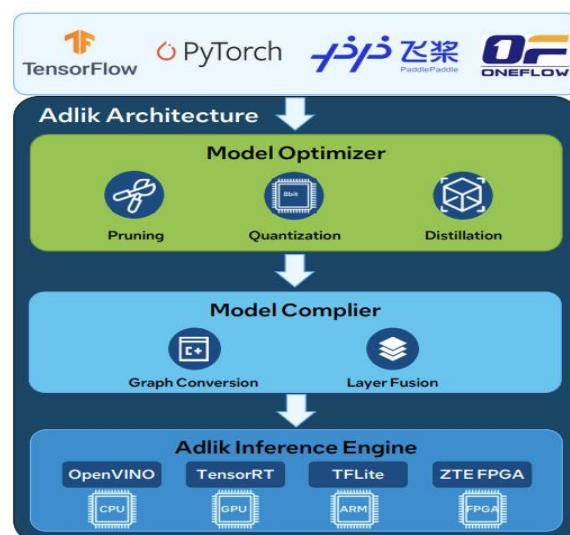 TensorFlow PyTorch 飞桨 PaddlePaddle OF ONEFLOW
Adlik Architecture
Model Optimizer
8bit
Pruning Quantization Distillation
Model Complier
Graph Conversion Layer Fusion
Adlik Inference Engine
OpenVINO TensorRT TFLite ZTE FPGA
CPU GPU ARM FPGA